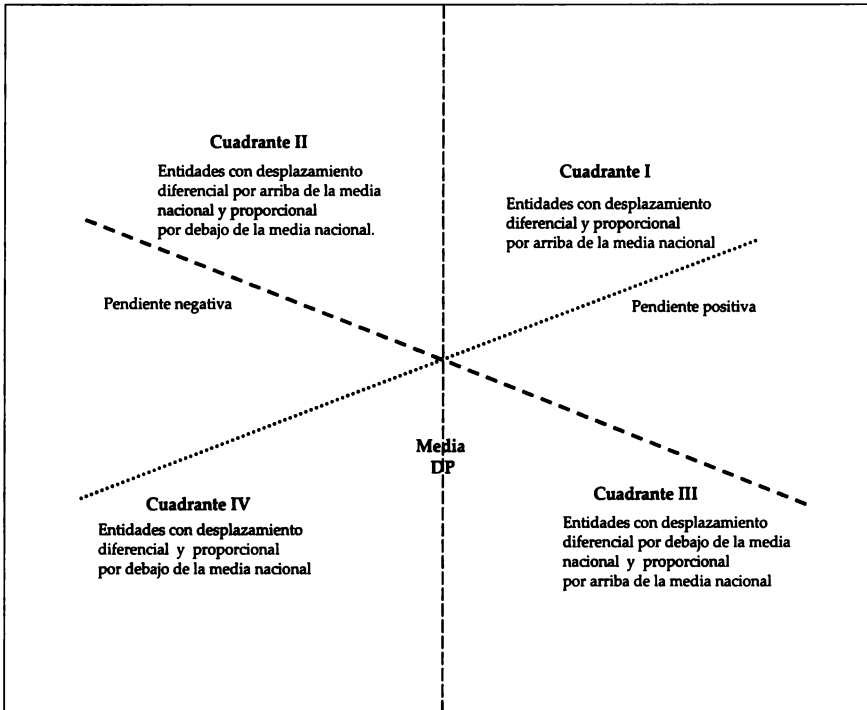 Cuadrante II
Entidades con desplazamiento
diferencial por arriba de la media
nacional y proporcional
por debajo de la media nacional.
Cuadrante I
Entidades con desplazamiento
diferencial y proporcional
por arriba de la media nacional
Pendiente negativa
Pendiente positiva
Media
DP
Cuadrante IV
Entidades con desplazamiento
diferencial y proporcional
por debajo de la media nacional
Cuadrante III
Entidades con desplazamiento
diferencial por debajo de la media
nacional y proporcional
por arriba de la media nacional